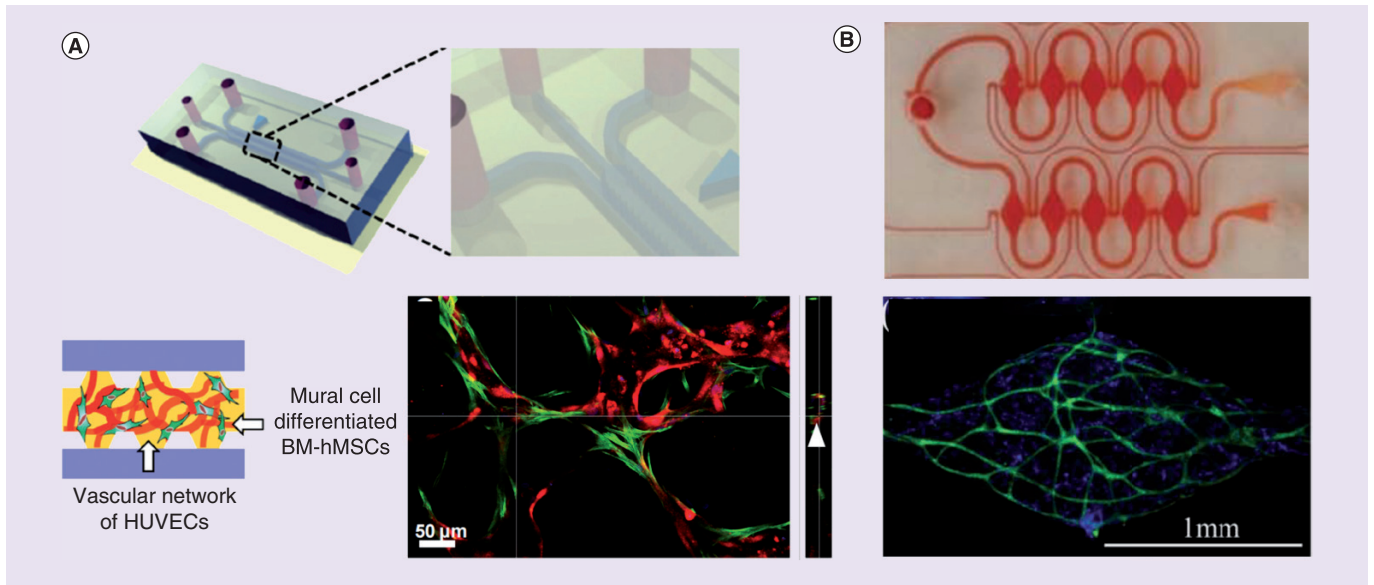 A
B
Mural cell
differentiated
BM-hMSCs
Vascular network
of HUVECs
50 µm
1mm